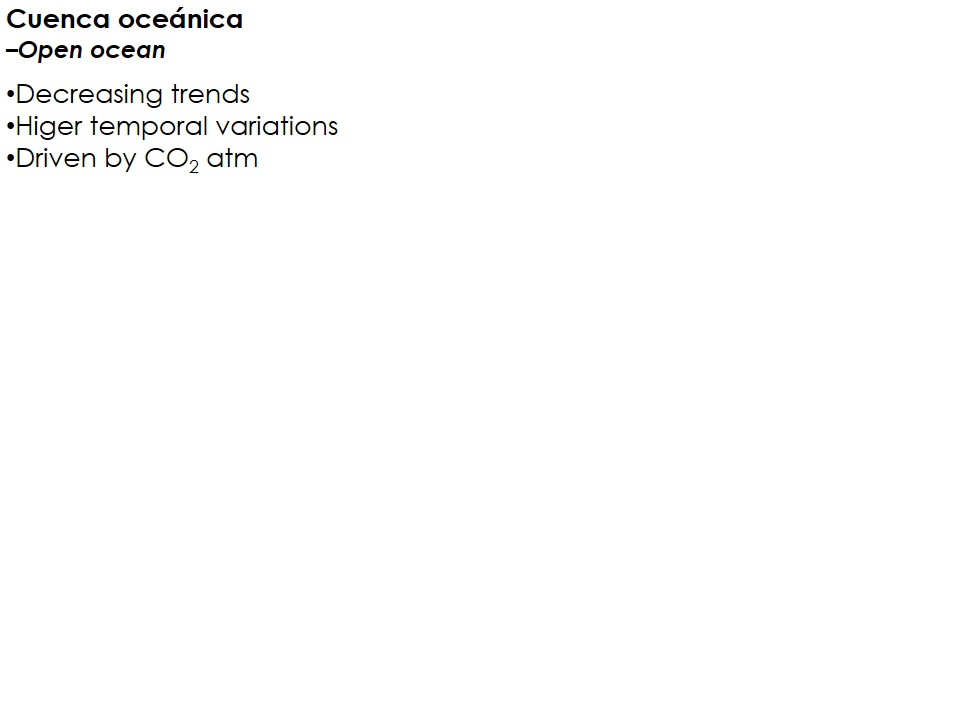 Cuenca oceánica
–Open ocean
•Decreasing trends
•Higer temporal variations
•Driven by CO₂ atm